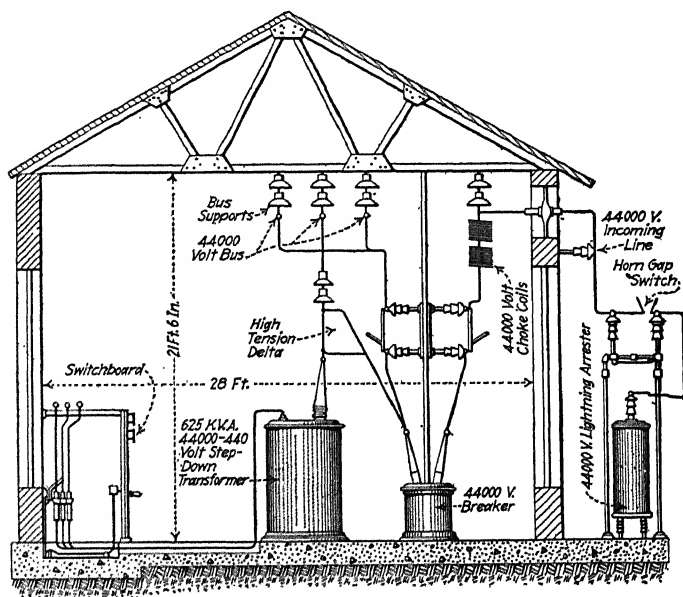 Bus
Supports
44000
Volt Bus
21 Ft. 6 In.
High
Tension
Delta
44000 Volt
Choke Coils
44000 V.
Incoming
Line
Horn Gap
Switch
Switchboard
28 Ft.
625 K.V.A.
44000-440
Volt Step-
Down
Transformer
44000 V.
Breaker
44000 V. Lightning Arrester